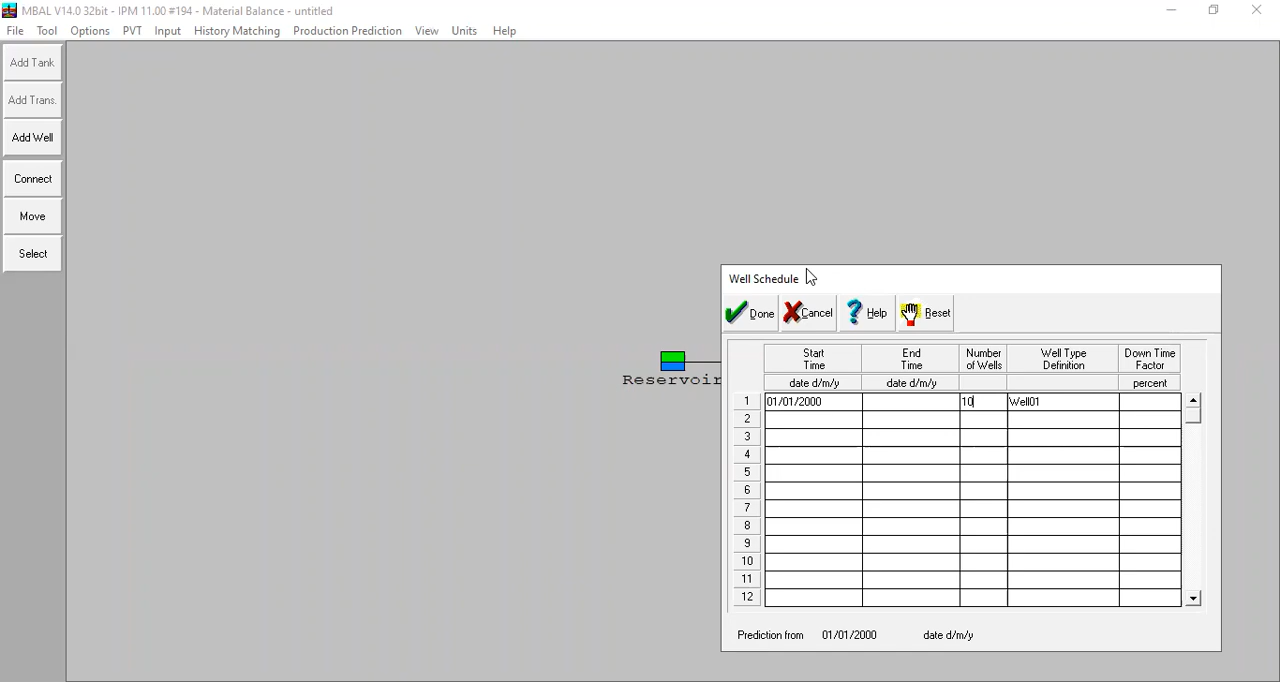 MBAL V14.0 32bit - IPM 11.00 #194 - Material Balance - untitled
File Tool Options PVT Input History Matching Production Prediction View Units Help
Add Tank
Add Trans.
Add Well
Connect
Move
Select
Reservoir
Well Schedule
Done Cancel Help Reset
Start Time End Time Number of Wells Well Type Definition Down Time Factor
date d/m/y date d/m/y percent
1 01/01/2000 10 Well01
2
3
4
5
6
7
8
9
10
11
12
Prediction from 01/01/2000 date d/m/y